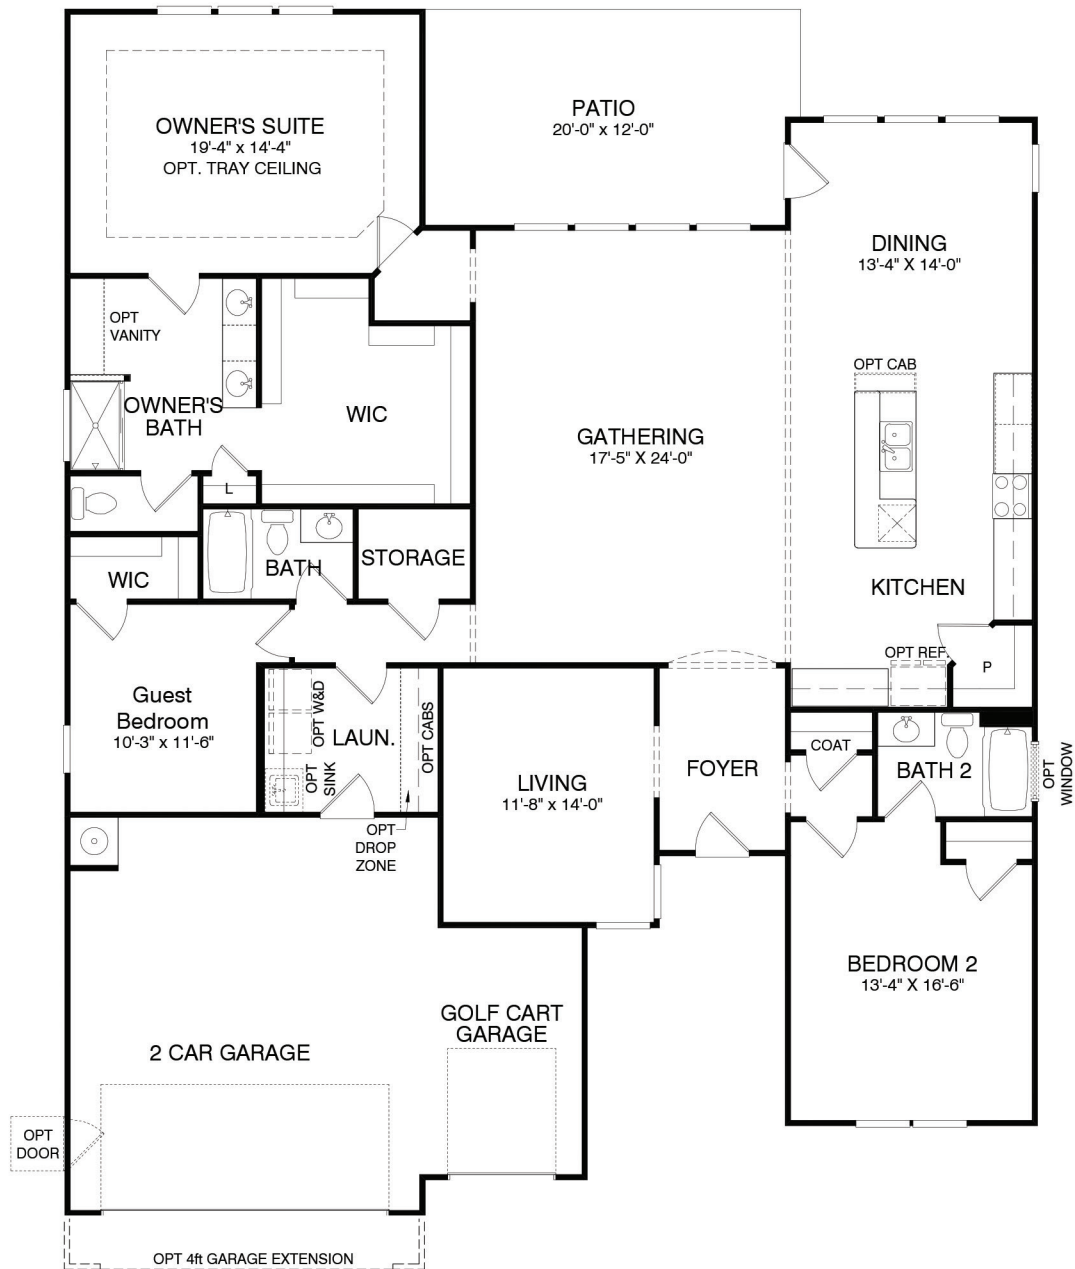 PATIO
20'-0" x 12'-0"
OWNER'S SUITE
19'-4" x 14'-4"
OPT. TRAY CEILING
DINING
13'-4" X 14'-0"
OPT
VANITY
OPT CAB
OWNER'S
BATH
WIC
GATHERING
17'-5" X 24'-0"
L
BATH
STORAGE
WIC
KITCHEN
OPT REF.
P
Guest
Bedroom
10'-3" x 11'-6"
OPT W&D
LAUN.
OPT CABS
OPT
SINK
LIVING
11'-8" x 14'-0"
FOYER
COAT
BATH 2
OPT
WINDOW
OPT
DROP
ZONE
BEDROOM 2
13'-4" X 16'-6"
GOLF CART
GARAGE
2 CAR GARAGE
OPT
DOOR
OPT 4ft GARAGE EXTENSION